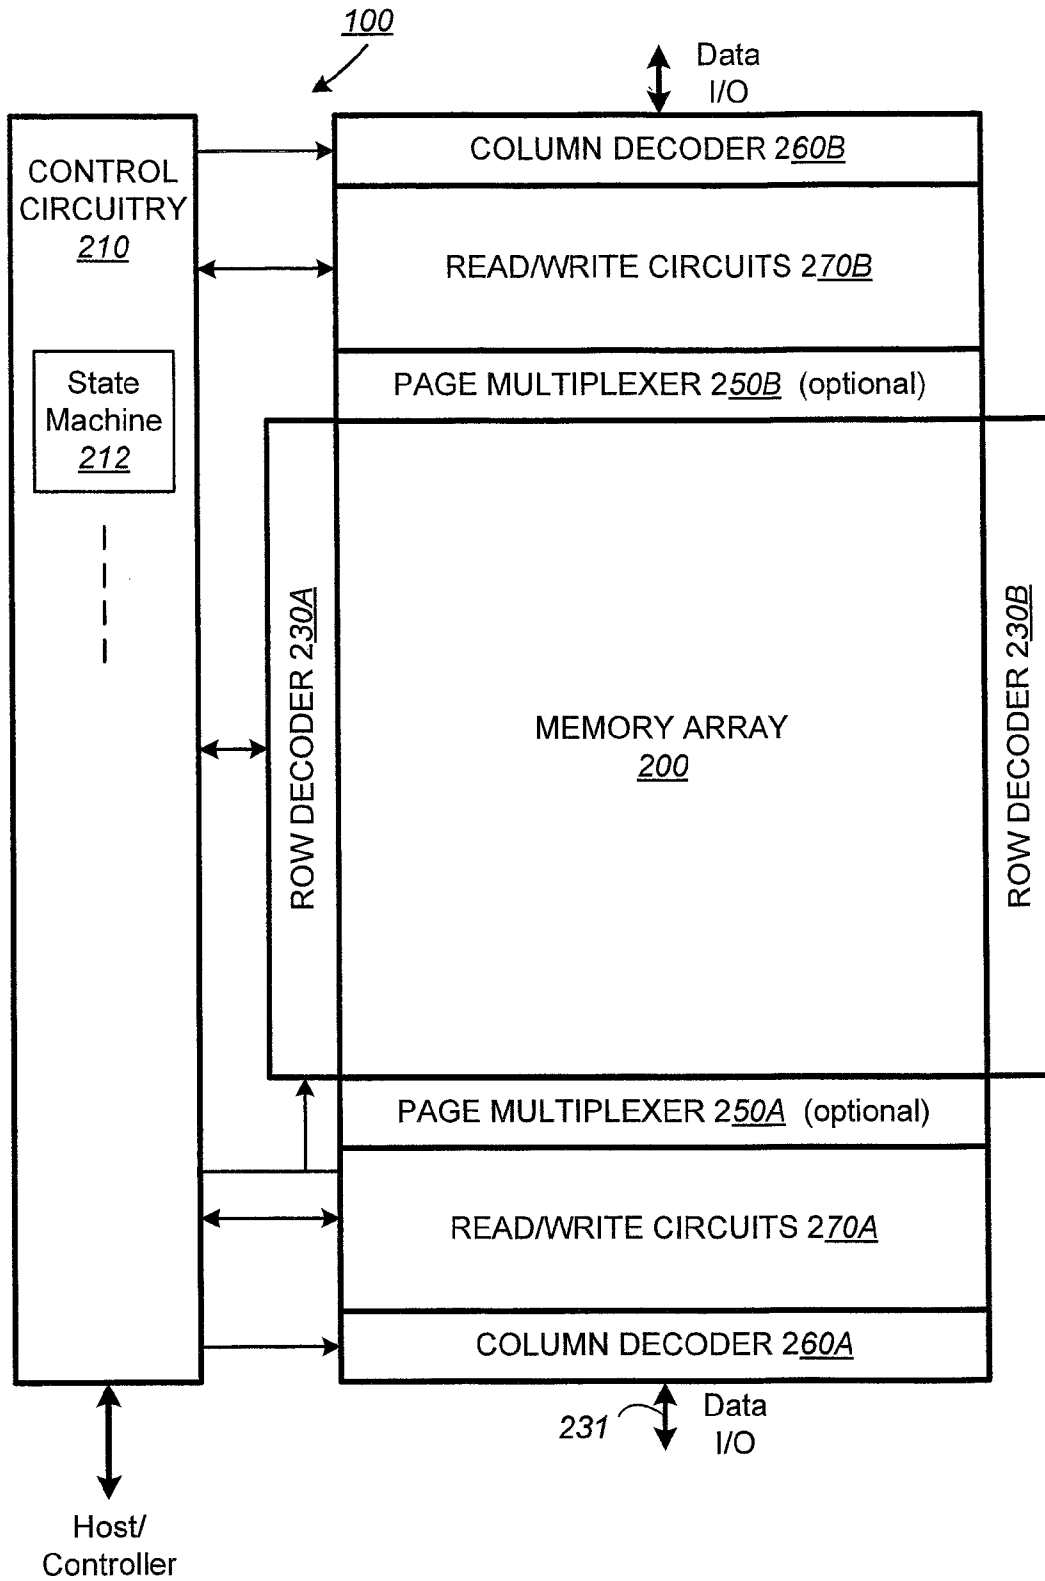 100
Data
I/O
COLUMN DECODER 260B
CONTROL
CIRCUITRY
210
READ/WRITE CIRCUITS 270B
State
Machine
212
PAGE MULTIPLEXER 250B (optional)
ROW DECODER 230A
MEMORY ARRAY
200
ROW DECODER 230B
PAGE MULTIPLEXER 250A (optional)
READ/WRITE CIRCUITS 270A
COLUMN DECODER 260A
231
Data
I/O
Host/
Controller